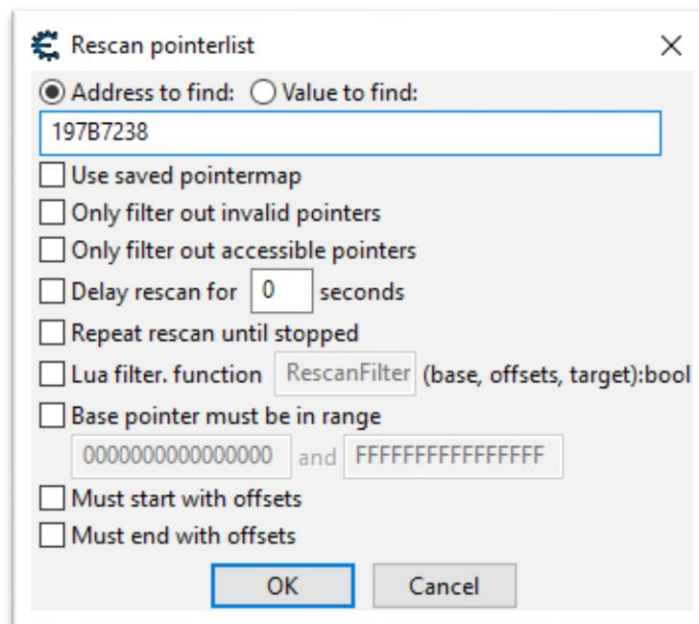 Rescan pointerlist
Address to find: Value to find:
197B7238
Use saved pointermap
Only filter out invalid pointers
Only filter out accessible pointers
Delay rescan for 0 seconds
Repeat rescan until stopped
Lua filter. function RescanFilter (base, offsets, target):bool
Base pointer must be in range
0000000000000000 and FFFFFFFFFFFFFFFF
Must start with offsets
Must end with offsets
OK Cancel